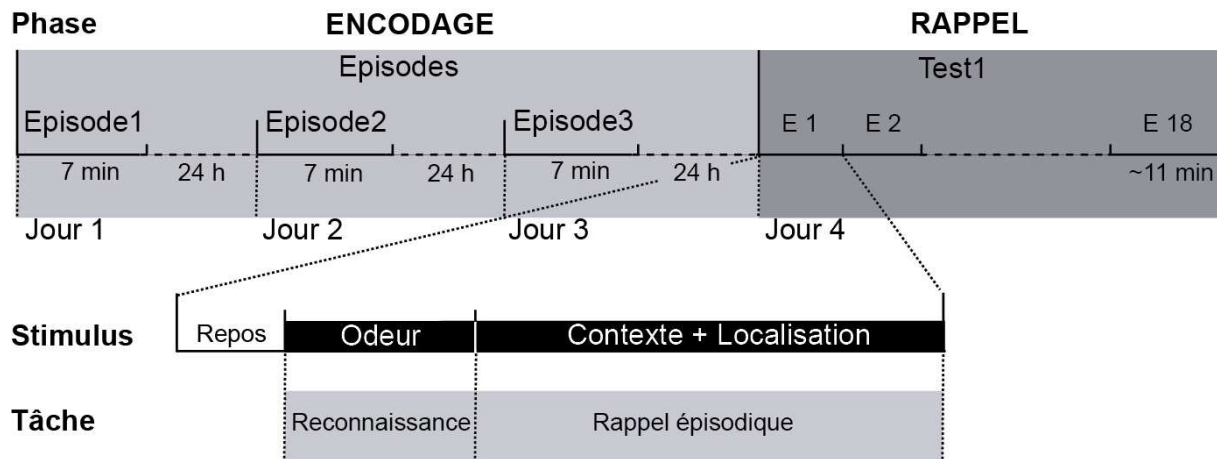 Phase ENCODAGE RAPPEL
Episodes Test1
Episode1 Episode2 Episode3 E 1 E 2 E 18
7 min 24 h 7 min 24 h 7 min 24 h ~11 min
Jour 1 Jour 2 Jour 3 Jour 4
Stimulus Repos Odeur Contexte + Localisation
Tâche Reconnaissance Rappel épisodique